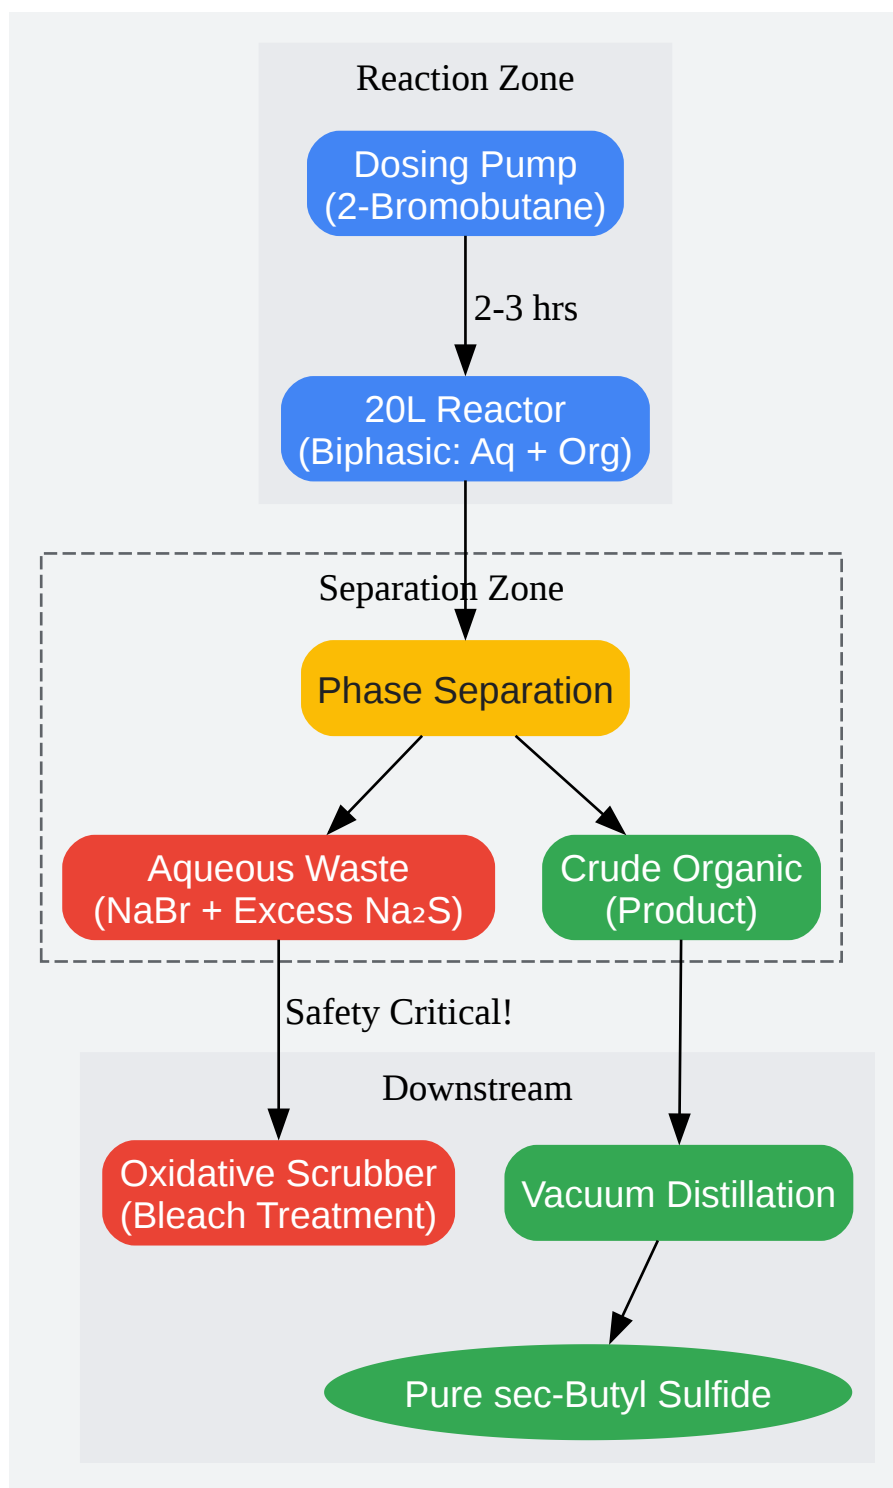 Reaction Zone
Dosing Pump
(2-Bromobutane)
2-3 hrs
20L Reactor
(Biphasic: Aq + Org)
Separation Zone
Phase Separation
Aqueous Waste
(NaBr + Excess Na₂S)
Crude Organic
(Product)
Safety Critical!
Downstream
Oxidative Scrubber
(Bleach Treatment)
Vacuum Distillation
Pure sec-Butyl Sulfide